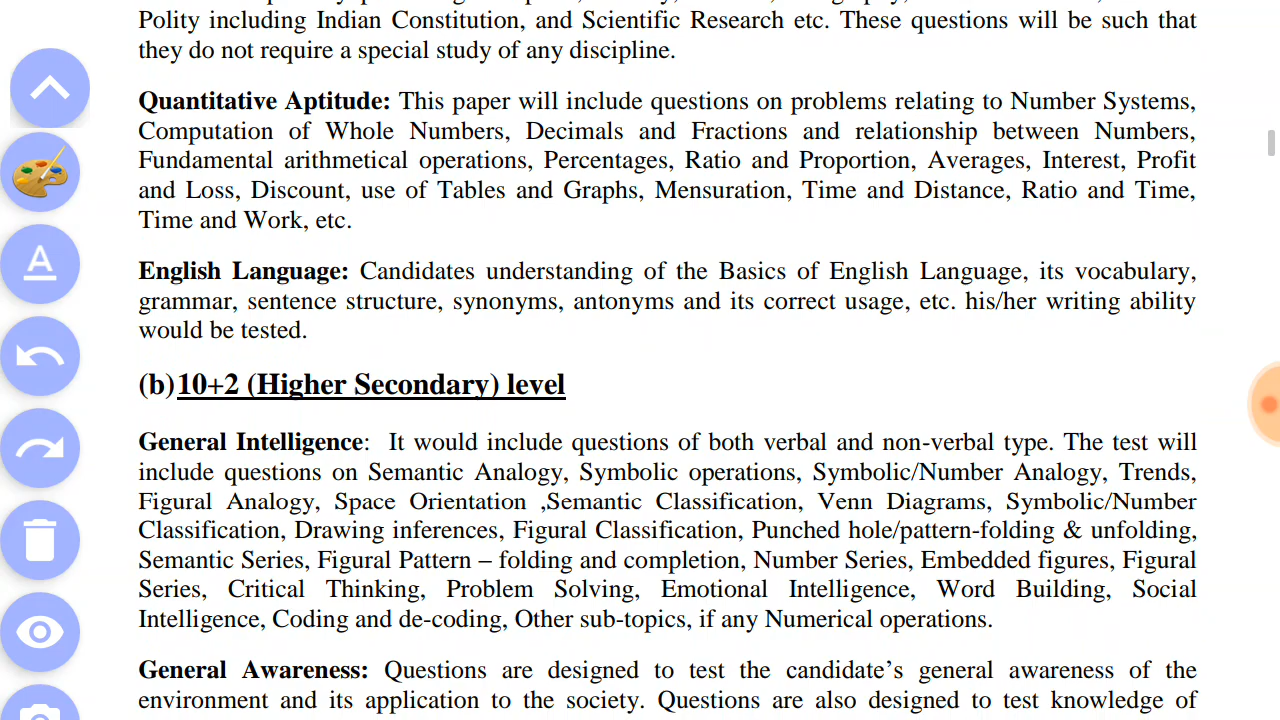 Polity including Indian Constitution, and Scientific Research etc. These questions will be such that
they do not require a special study of any discipline.
Quantitative Aptitude: This paper will include questions on problems relating to Number Systems,
Computation of Whole Numbers, Decimals and Fractions and relationship between Numbers,
Fundamental arithmetical operations, Percentages, Ratio and Proportion, Averages, Interest, Profit
and Loss, Discount, use of Tables and Graphs, Mensuration, Time and Distance, Ratio and Time,
Time and Work, etc.
English Language: Candidates understanding of the Basics of English Language, its vocabulary,
grammar, sentence structure, synonyms, antonyms and its correct usage, etc. his/her writing ability
would be tested.
(b) 10+2 (Higher Secondary) level
General Intelligence: It would include questions of both verbal and non-verbal type. The test will
include questions on Semantic Analogy, Symbolic operations, Symbolic/Number Analogy, Trends,
Figural Analogy, Space Orientation ,Semantic Classification, Venn Diagrams, Symbolic/Number
Classification, Drawing inferences, Figural Classification, Punched hole/pattern-folding & unfolding,
Semantic Series, Figural Pattern – folding and completion, Number Series, Embedded figures, Figural
Series, Critical Thinking, Problem Solving, Emotional Intelligence, Word Building, Social
Intelligence, Coding and de-coding, Other sub-topics, if any Numerical operations.
General Awareness: Questions are designed to test the candidate’s general awareness of the
environment and its application to the society. Questions are also designed to test knowledge of